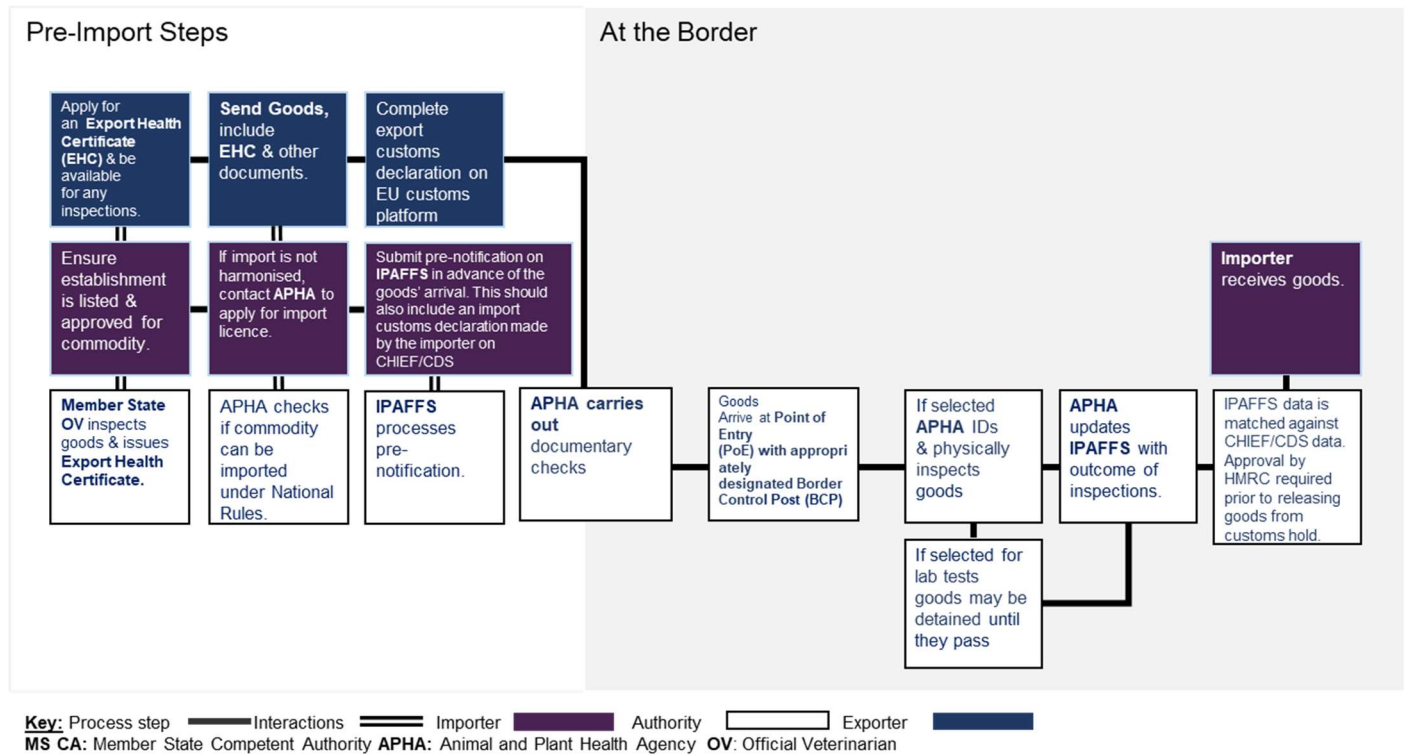 Pre-Import Steps
At the Border
Apply for
an Export Health
Certificate
(EHC) & be
available
for any
inspections.
Send Goods,
include
EHC & other
documents.
Complete
export
customs
declaration on
EU customs
platform
Ensure
establishment
is listed &
approved for
commodity.
If import is not
harmonised,
contact APHA to
apply for import
licence.
Submit pre-notification on
IPAFFS in advance of the
goods' arrival. This should
also include an import
customs declaration made
by the importer on
CHIEF/CDS
Importer
receives goods.
Member State
OV inspects
goods & issues
Export Health
Certificate.
APHA checks
if commodity
can be
imported
under National
Rules.
IPAFFS
processes
pre-
notification.
APHA carries
out
documentary
checks
Goods
Arrive at Point of
Entry
(PoE) with appropri
ately
designated Border
Control Post (BCP)
If selected
APHA IDs
& physically
inspects
goods
APHA
updates
IPAFFS with
outcome of
inspections.
IPAFFS data is
matched against
CHIEF/CDS data.
Approval by
HMRC required
prior to releasing
goods from
customs hold.
If selected for
lab tests
goods may be
detained until
they pass
Key: Process step Interactions Importer Authority Exporter
MS CA: Member State Competent Authority APHA: Animal and Plant Health Agency OV: Official Veterinarian